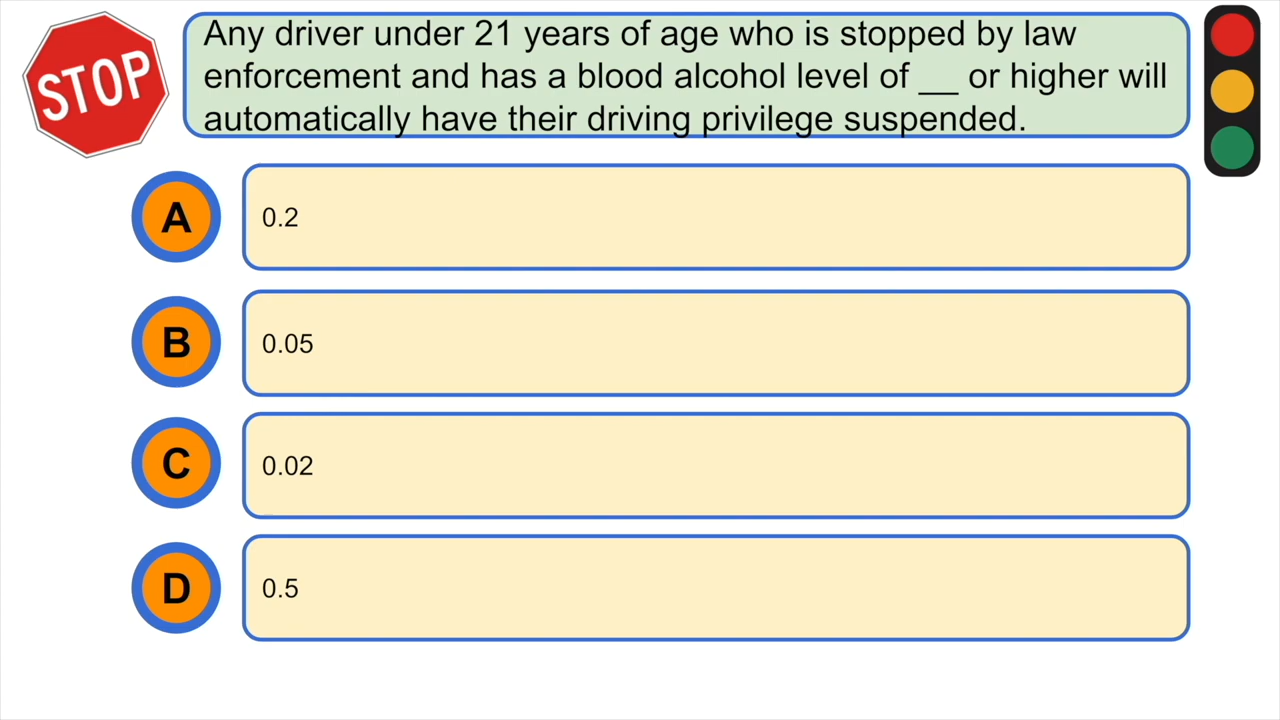 STOP
Any driver under 21 years of age who is stopped by law
enforcement and has a blood alcohol level of __ or higher will
automatically have their driving privilege suspended.
A
0.2
B
0.05
C
0.02
D
0.5